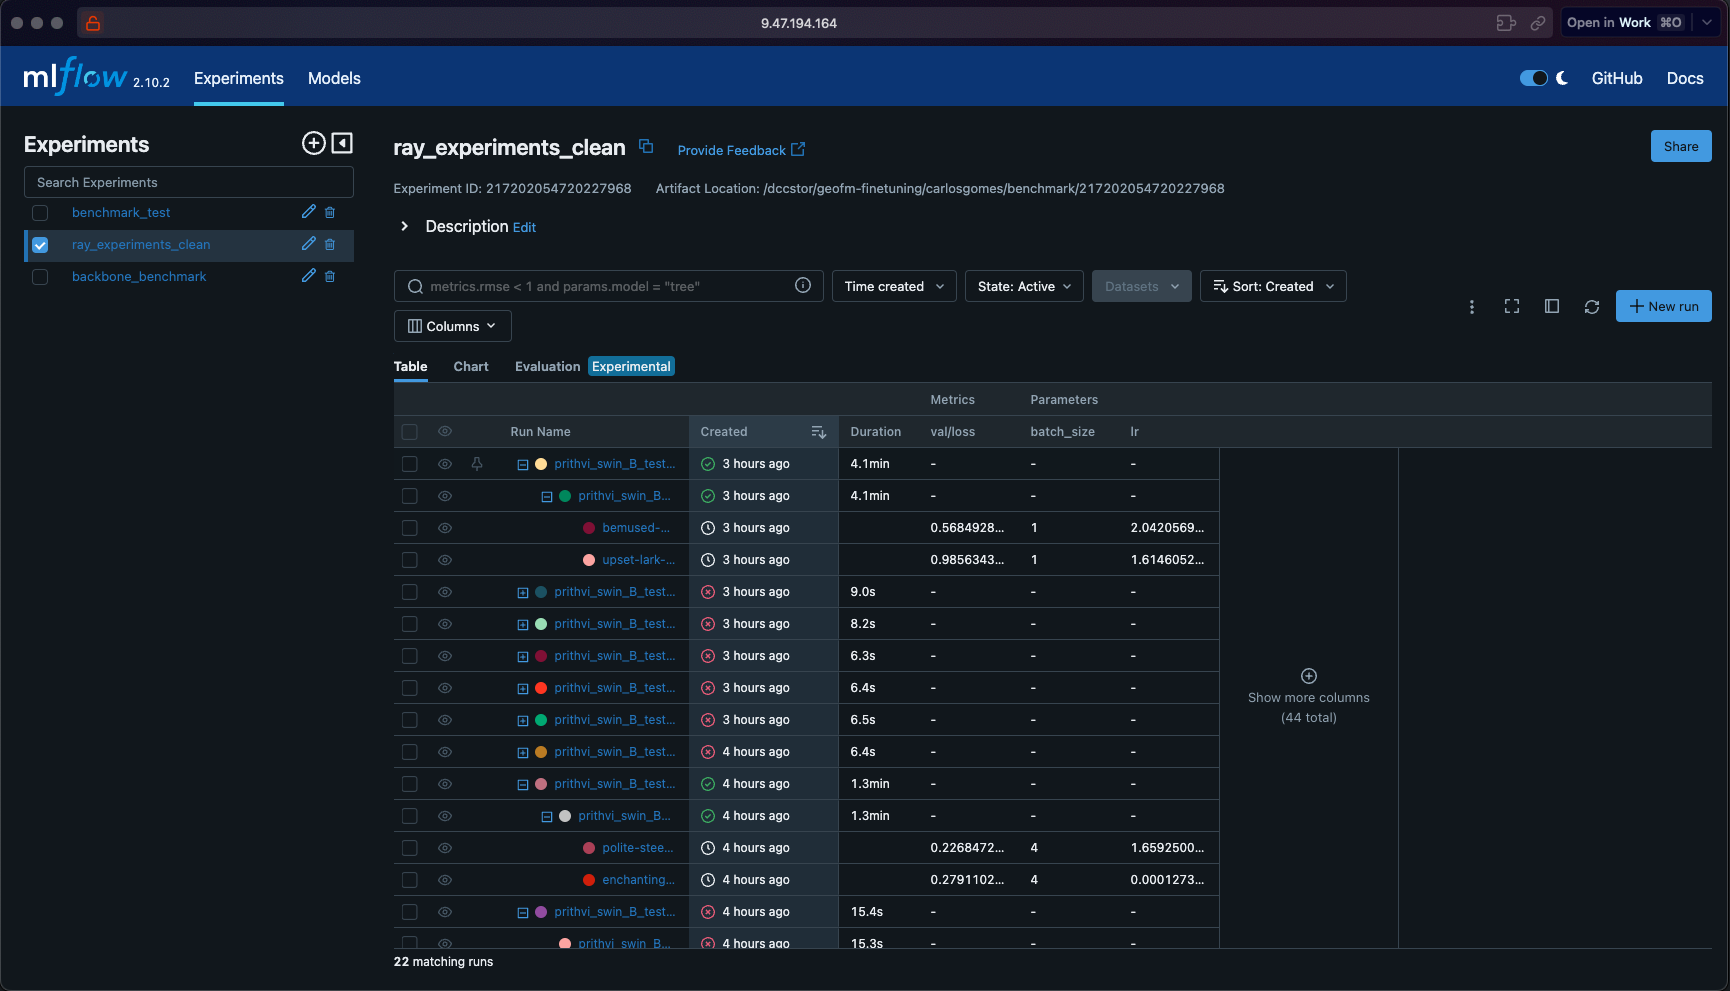 9.47.194.164
Open in Work ⌘O
mlflow 2.10.2 Experiments Models GitHub Docs
Experiments
Search Experiments
benchmark_test
ray_experiments_clean
backbone_benchmark
ray_experiments_clean Provide Feedback Share
Experiment ID: 217202054720227968 Artifact Location: /dccstor/geofm-finetuning/carlosgomes/benchmark/217202054720227968
Description Edit
metrics.rmse < 1 and params.model = "tree" Time created State: Active Datasets Sort: Created
Columns
New run
Table Chart Evaluation Experimental
Metrics Parameters
Run Name Created Duration val/loss batch_size lr
prithvi_swin_B_test... 3 hours ago 4.1min - - -
prithvi_swin_B... 3 hours ago 4.1min - - -
bemused-... 3 hours ago 0.5684928... 1 2.0420569...
upset-lark-... 3 hours ago 0.9856343... 1 1.6146052...
prithvi_swin_B_test... 3 hours ago 9.0s - - -
prithvi_swin_B_test... 3 hours ago 8.2s - - -
prithvi_swin_B_test... 3 hours ago 6.3s - - -
prithvi_swin_B_test... 3 hours ago 6.4s - - -
prithvi_swin_B_test... 3 hours ago 6.5s - - -
prithvi_swin_B_test... 4 hours ago 6.4s - - -
prithvi_swin_B_test... 4 hours ago 1.3min - - -
prithvi_swin_B... 4 hours ago 1.3min - - -
polite-stee... 4 hours ago 0.2268472... 4 1.6592500...
enchanting... 4 hours ago 0.2791102... 4 0.0001273...
prithvi_swin_B_test... 4 hours ago 15.4s - - -
prithvi_swin_B... 4 hours ago 15.3s - - -
Show more columns
(44 total)
22 matching runs